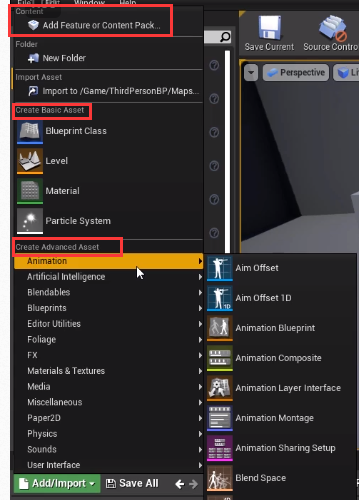 File
Window
Help
Content
Add Feature or Content Pack...
Folder
New Folder
Import Asset
Import to /Game/ThirdPersonBP/Maps...
Create Basic Asset
Blueprint Class
Level
Material
Particle System
Create Advanced Asset
Animation
Artificial Intelligence
Blendables
Blueprints
Editor Utilities
Foliage
FX
Materials & Textures
Media
Miscellaneous
Paper2D
Physics
Sounds
User Interface
Add/Import
Save All
Save Current
Source Contro
Perspective
Aim Offset
Aim Offset 1D
Animation Blueprint
Animation Composite
Animation Layer Interface
Animation Montage
Animation Sharing Setup
Blend Space